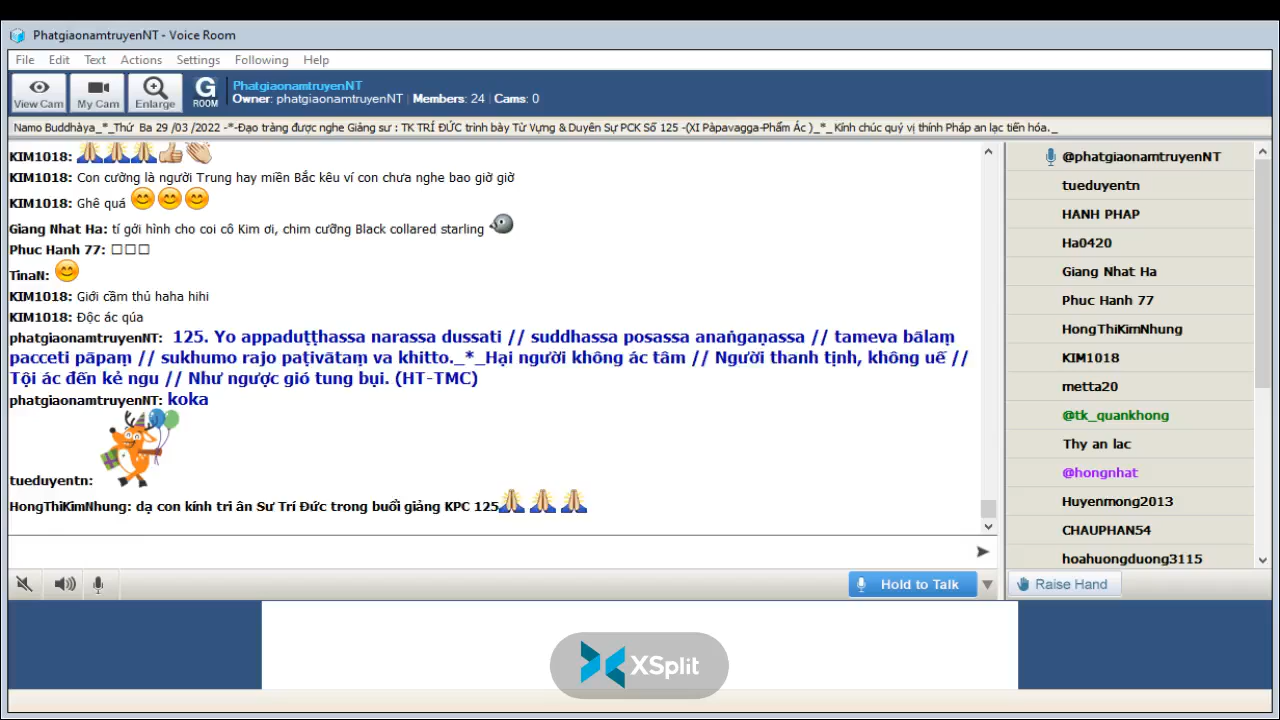 PhatgiaonamtruyenNT - Voice Room
File Edit Text Actions Settings Following Help
View Cam My Cam Enlarge G ROOM
PhatgiaonamtruyenNT
Owner: phatgiaonamtruyenNT | Members: 24 | Cams: 0
Namo Buddhàya_*_Thứ Ba 29 /03 /2022 -*-Đạo tràng được nghe Giảng sư : TK TRÍ ĐỨC trình bày Từ Vựng & Duyên Sự PCK Số 125 -(XI Pàpavagga-Phẩm Ác )_*_ Kính chúc quý vị thính Pháp an lạc tiến hóa._
KIM1018:
KIM1018: Con cường là người Trung hay miền Bắc kêu ví con chưa nghe bao giờ giờ
KIM1018: Ghê quá
Giang Nhat Ha: tí gởi hình cho coi cô Kim ơi, chim cưỡng Black collared starling
Phuc Hanh 77: □□□
TinaN:
KIM1018: Giới cầm thủ haha hihi
KIM1018: Độc ác qúa
phatgiaonamtruyenNT: 125. Yo appaduṭṭhassa narassa dussati // suddhassa posassa anaṅgaṇassa // tameva bālaṃ
pacceti pāpaṃ // sukhumo rajo paṭivātaṃ va khitto._*_Hại người không ác tâm // Người thanh tịnh, không uế //
Tội ác đến kẻ ngu // Như ngược gió tung bụi. (HT-TMC)
phatgiaonamtruyenNT: koka
tueduyentn:
HongThiKimNhung: dạ con kính tri ân Sư Trí Đức trong buổi giảng KPC 125
@phatgiaonamtruyenNT
tueduyentn
HANH PHAP
Ha0420
Giang Nhat Ha
Phuc Hanh 77
HongThiKimNhung
KIM1018
metta20
@tk_quankhong
Thy an lac
@hongnhat
Huyenmong2013
CHAUPHAN54
hoahuongduong3115
Hold to Talk
Raise Hand
XSplit